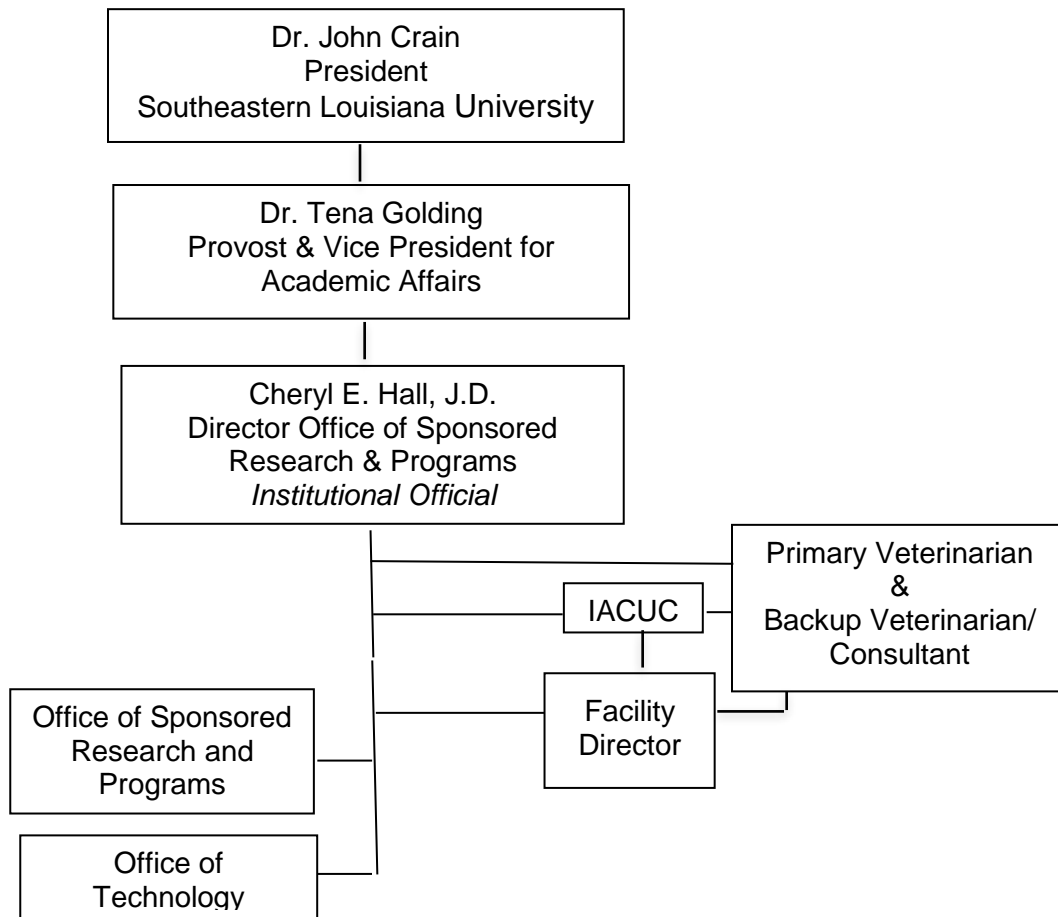 Dr. John Crain
President
Southeastern Louisiana University
Dr. Tena Golding
Provost & Vice President for
Academic Affairs
Cheryl E. Hall, J.D.
Director Office of Sponsored
Research & Programs
Institutional Official
Primary Veterinarian
&
Backup Veterinarian/
Consultant
IACUC
Facility
Director
Office of Sponsored
Research and
Programs
Office of
Technology